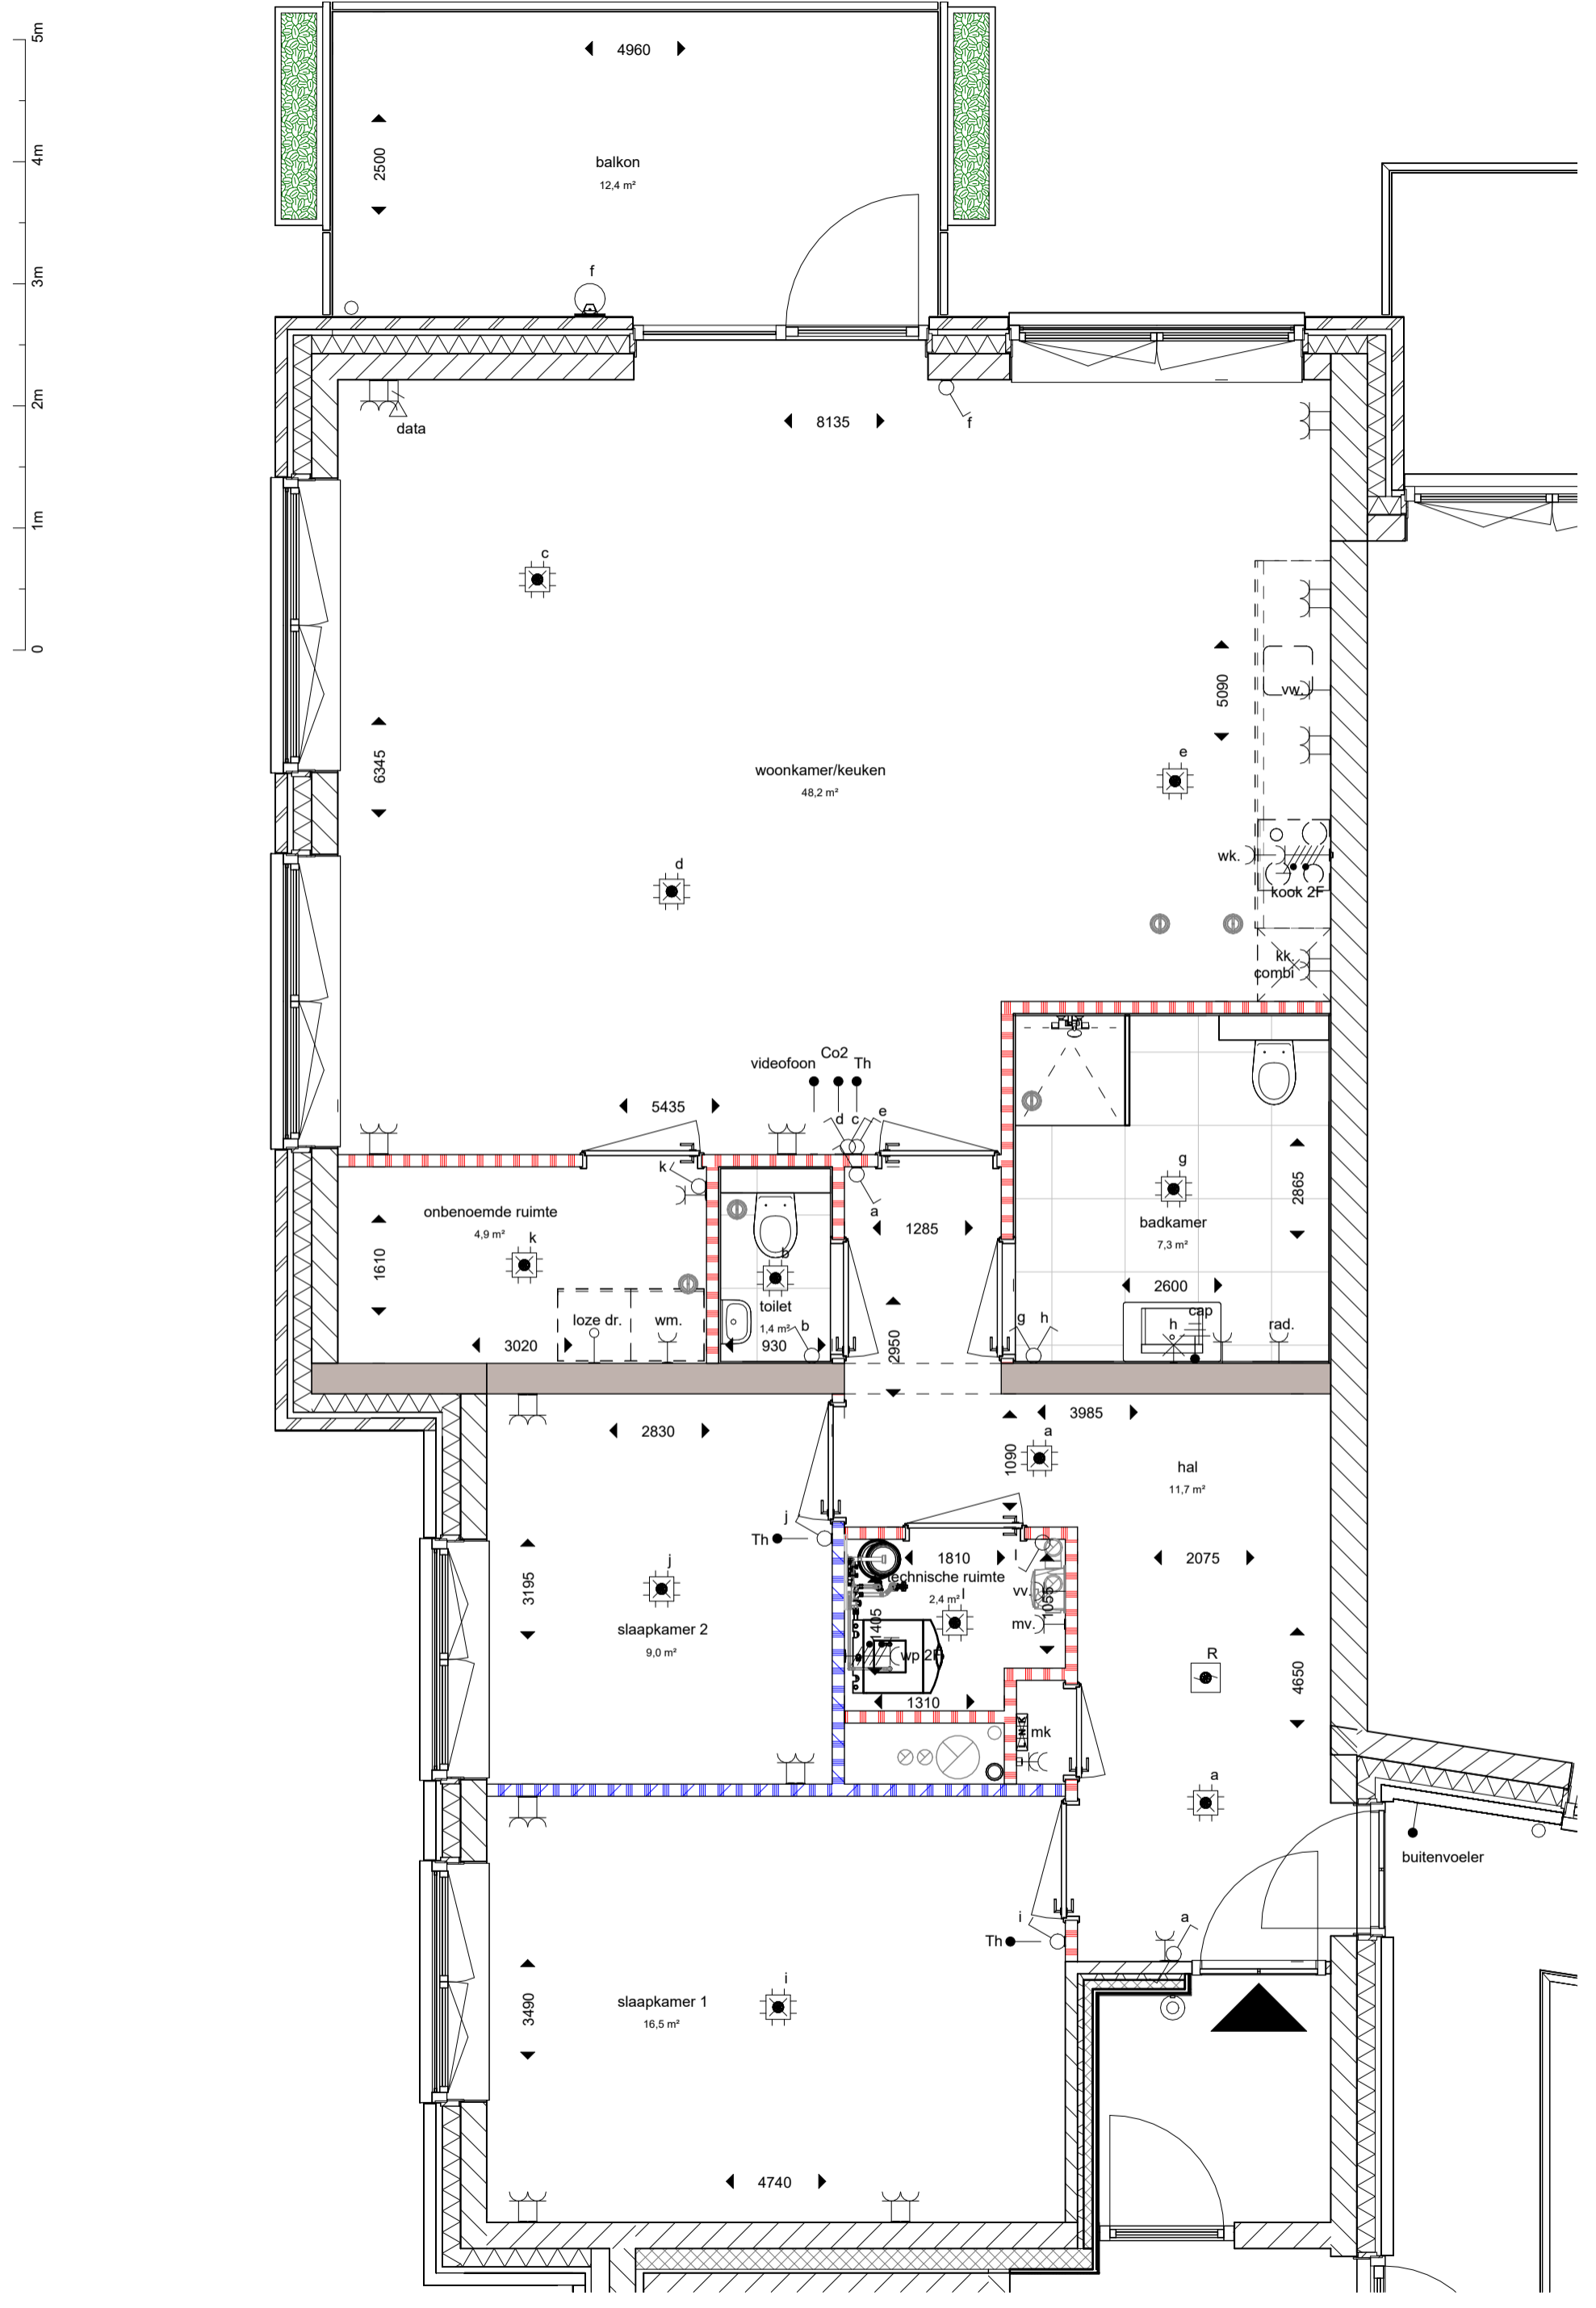 5m
4m
3m
2m
1m
0
4960
2500
balkon
12,4 m²
f
data
8135
f
c
5090
vw.
6345
woonkamer/keuken
48,2 m²
e
d
wk.
kook 2F
kk.
combi
videofoon
Co2
Th
5435
d
c
e
k
a
g
2865
onbenoemde ruimte
4,9 m²
k
1610
1285
badkamer
7,3 m²
b
2600
loze dr.
wm.
toilet
1,4 m²
b
930
3020
2950
g
h
cap
h
rad.
2830
3985
a
1090
hal
11,7 m²
j
Th
1810
l
2075
j
technische ruimte
2,4 m²
l
vv.
1055
3195
slaapkamer 2
9,0 m²
1405
mv.
wp 2F
R
4650
1310
mk
a
buitenvoeler
i
a
Th
i
slaapkamer 1
16,5 m²
3490
4740